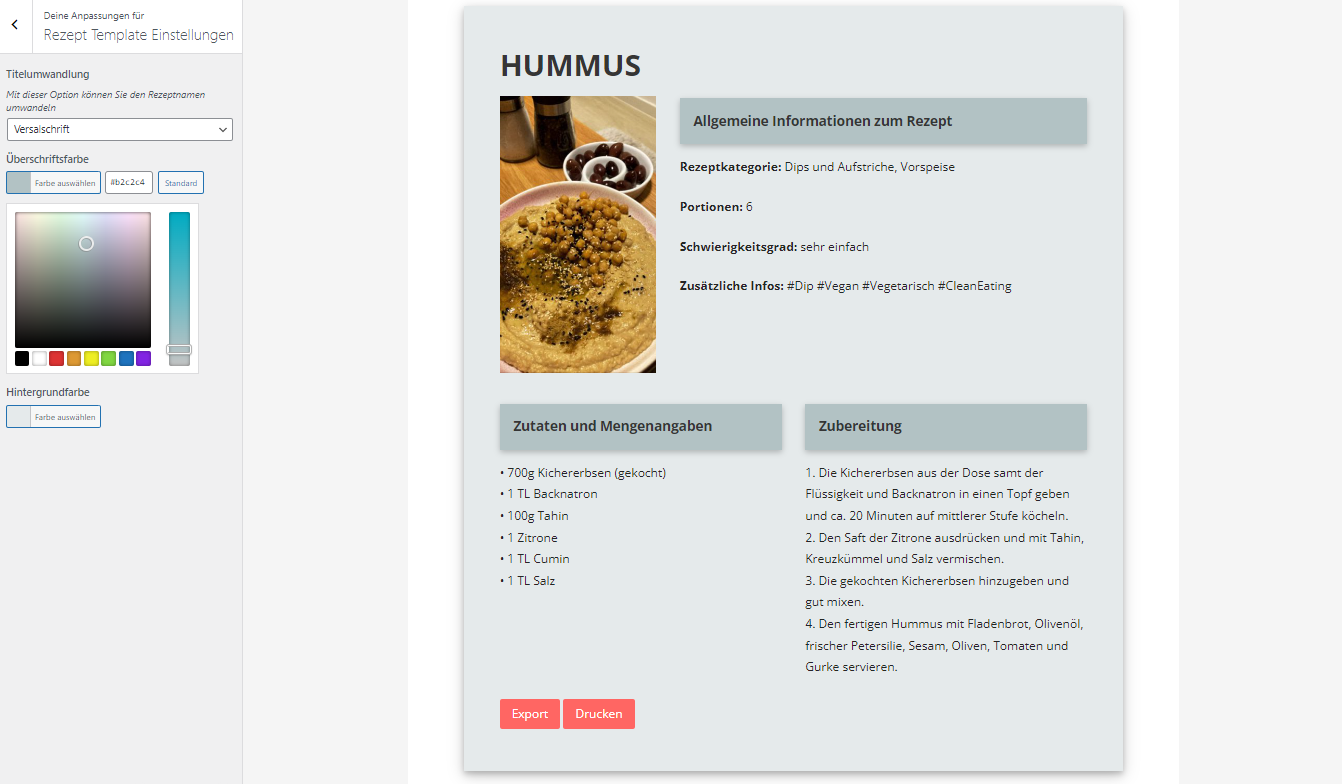 Deine Anpassungen für
Rezept Template Einstellungen
Titelumwandlung
Mit dieser Option können Sie den Rezeptnamen
umwandeln
Versalschrift
Überschriftsfarbe
Farbe auswählen
#b2c2c4
Standard
Hintergrundfarbe
Farbe auswählen
HUMMUS
Allgemeine Informationen zum Rezept
Rezeptkategorie: Dips und Aufstriche, Vorspeise
Portionen: 6
Schwierigkeitsgrad: sehr einfach
Zusätzliche Infos: #Dip #Vegan #Vegetarisch #CleanEating
Zutaten und Mengenangaben
• 700g Kichererbsen (gekocht)
• 1 TL Backnatron
• 100g Tahin
• 1 Zitrone
• 1 TL Cumin
• 1 TL Salz
Zubereitung
1. Die Kichererbsen aus der Dose samt der
Flüssigkeit und Backnatron in einen Topf geben
und ca. 20 Minuten auf mittlerer Stufe köcheln.
2. Den Saft der Zitrone ausdrücken und mit Tahin,
Kreuzkümmel und Salz vermischen.
3. Die gekochten Kichererbsen hinzugeben und
gut mixen.
4. Den fertigen Hummus mit Fladenbrot, Olivenöl,
frischer Petersilie, Sesam, Oliven, Tomaten und
Gurke servieren.
Export
Drucken